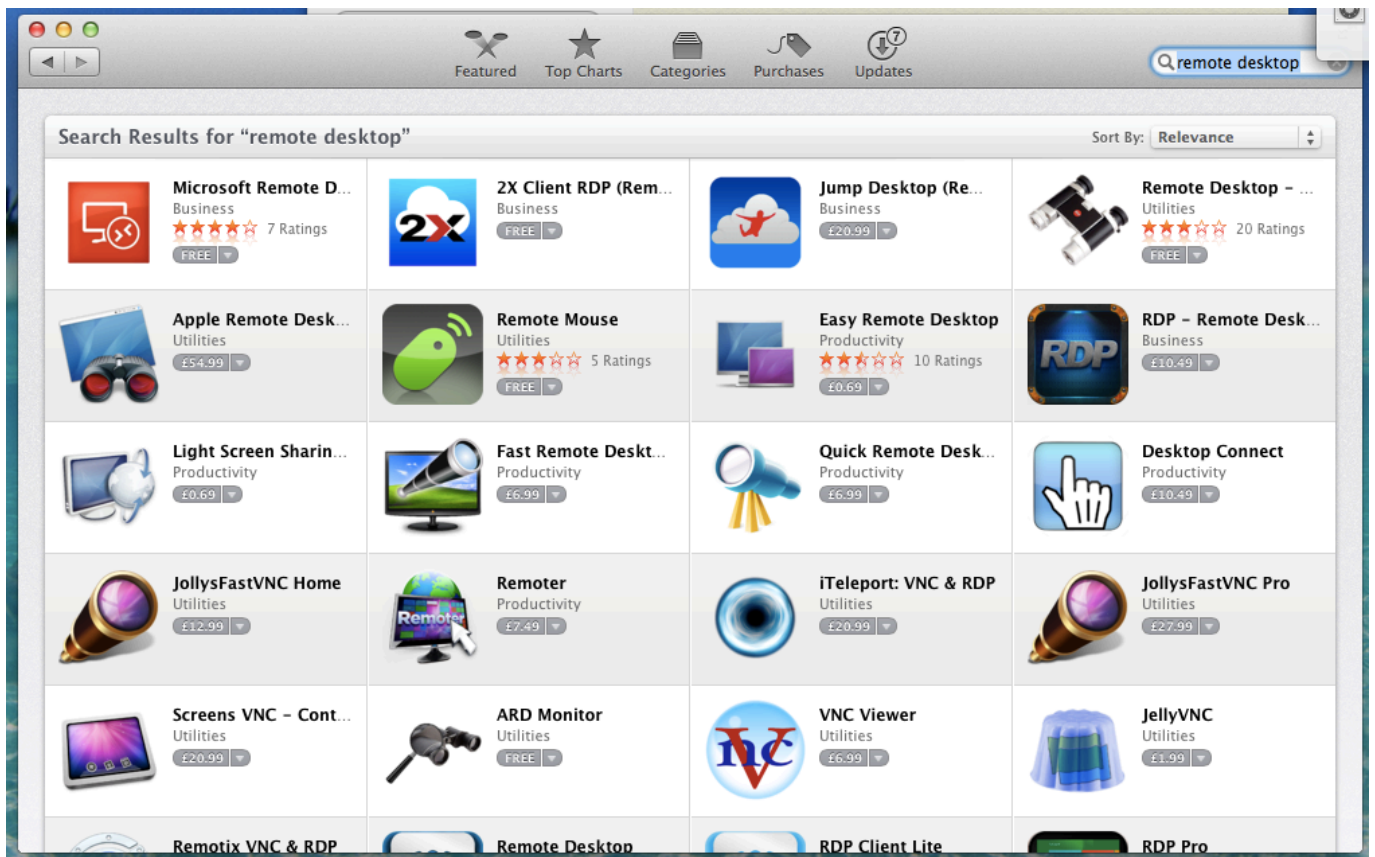 7
Featured
Top Charts
Categories
Purchases
Updates
remote desktop
Search Results for “remote desktop”
Sort By: Relevance
Microsoft Remote D...
Business
7 Ratings
FREE
2X
2X Client RDP (Rem...
Business
FREE
Jump Desktop (Re...
Business
£20.99
Remote Desktop – ...
Utilities
20 Ratings
FREE
Apple Remote Desk...
Utilities
£54.99
Remote Mouse
Utilities
5 Ratings
FREE
Easy Remote Desktop
Productivity
10 Ratings
£0.69
RDP
RDP – Remote Desk...
Business
£10.49
Light Screen Sharin...
Productivity
£0.69
Fast Remote Deskt...
Productivity
£6.99
Quick Remote Desk...
Productivity
£6.99
Desktop Connect
Productivity
£10.49
JollysFastVNC Home
Utilities
£12.99
Remoter
Remoter
Productivity
£7.49
iTeleport: VNC & RDP
Utilities
£20.99
JollysFastVNC Pro
Utilities
£27.99
Screens VNC – Cont...
Utilities
£20.99
ARD Monitor
Utilities
FREE
Vnc
VNC Viewer
Utilities
£6.99
JellyVNC
Utilities
£1.99
Remotix VNC & RDP
Remote Desktop
RDP Client Lite
RDP Pro